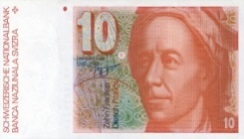 SCHWEIZERISCHE NATIONALBANK
BANCA NAZIUNALA SVIZRA
10
10